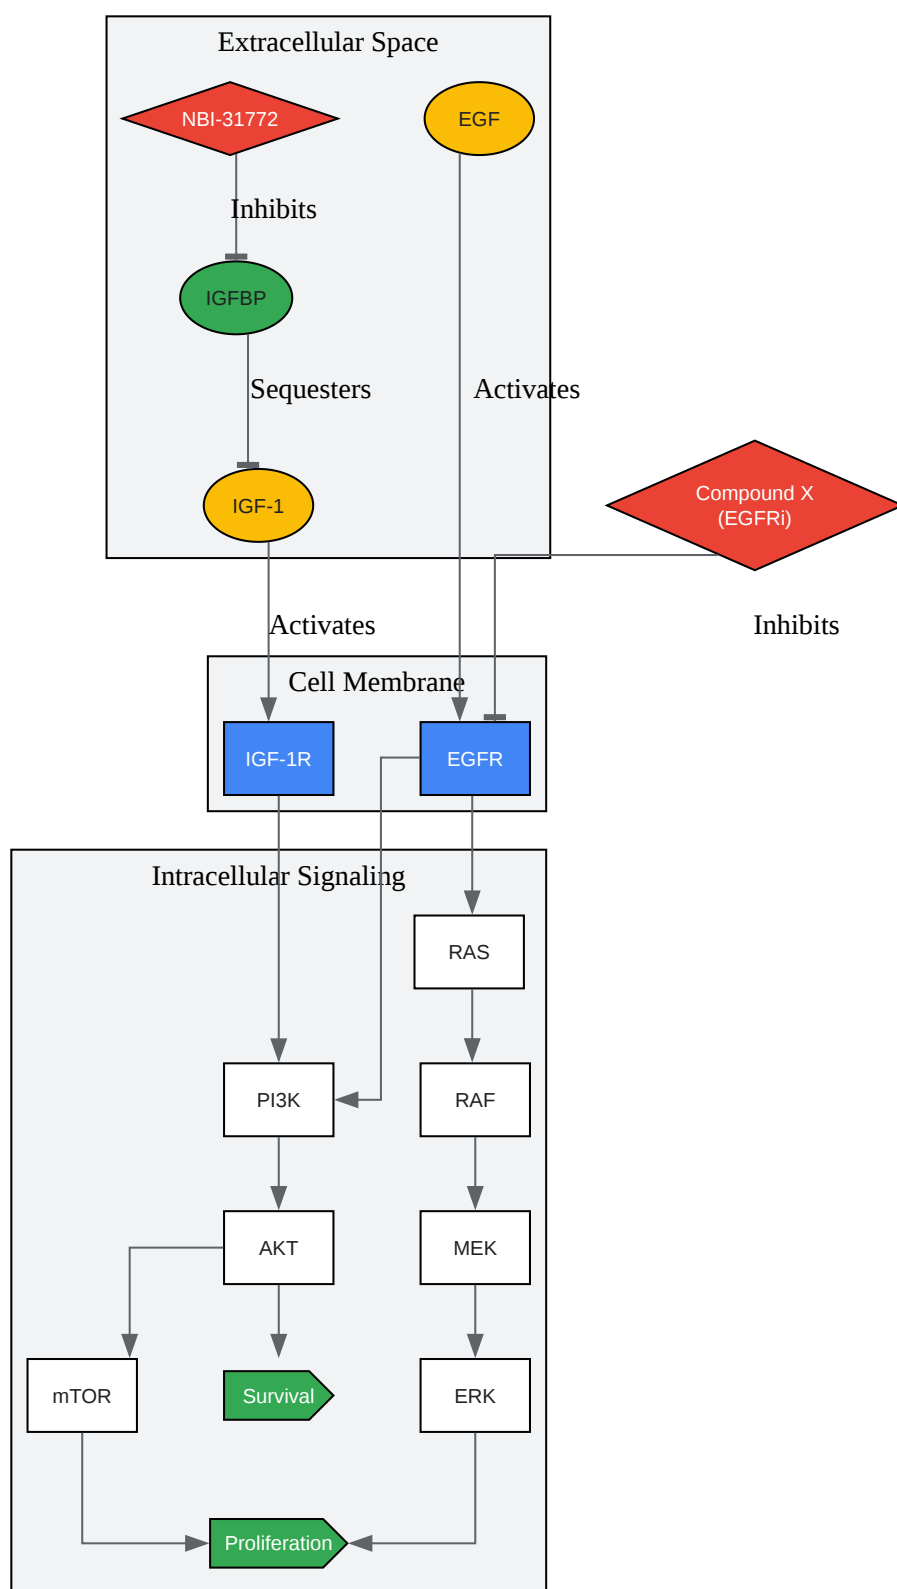 Extracellular Space
NBI-31772
EGF
Inhibits
IGFBP
Sequesters
Activates
IGF-1
Compound X
(EGFRi)
Activates
Inhibits
Cell Membrane
IGF-1R
EGFR
Intracellular Signaling
RAS
PI3K
RAF
AKT
MEK
mTOR
Survival
ERK
Proliferation